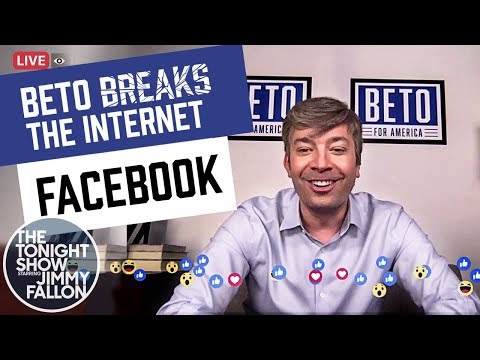 LIVE
BETO BREAKS
THE INTERNET
FACEBOOK
BETO
FOR AMERICA
BETO
FOR AMERICA
THE
TONIGHT
SHOW
STARRING
JIMMY
FALLON